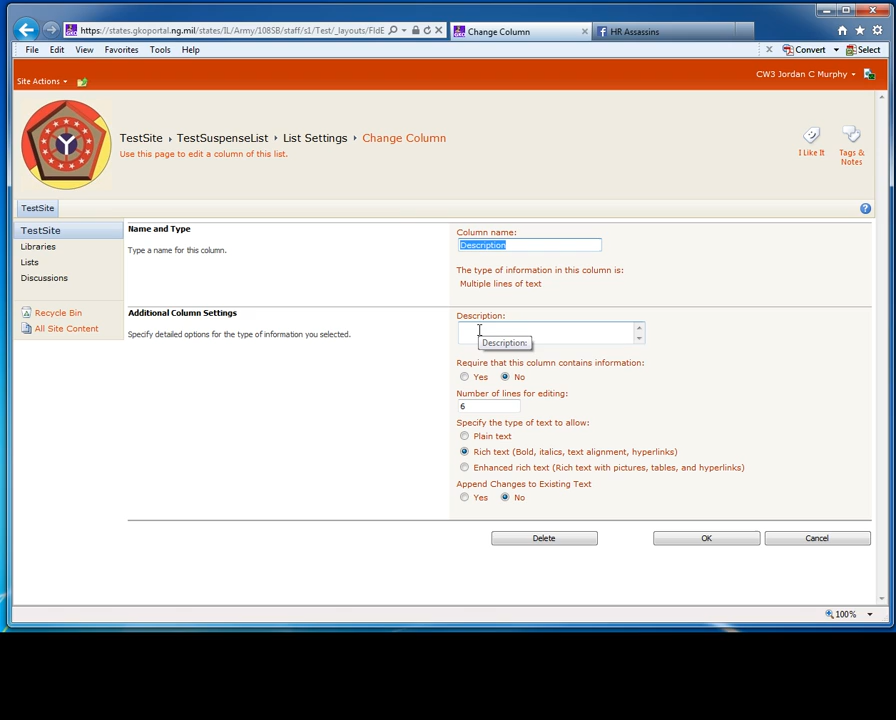 https://states.gkoportal.ng.mil/states/IL/Army/108SB/staff/s1/Test/_layouts/FldE
Change Column
HR Assassins
File Edit View Favorites Tools Help
Convert Select
Site Actions
CW3 Jordan C Murphy
TestSite TestSuspenseList List Settings Change Column
Use this page to edit a column of this list.
I Like It
Tags & Notes
TestSite
TestSite
Libraries
Lists
Discussions
Recycle Bin
All Site Content
Name and Type
Type a name for this column.
Column name:
Description
The type of information in this column is:
Multiple lines of text
Additional Column Settings
Specify detailed options for the type of information you selected.
Description:
Description:
Require that this column contains information:
Yes No
Number of lines for editing:
6
Specify the type of text to allow:
Plain text
Rich text (Bold, italics, text alignment, hyperlinks)
Enhanced rich text (Rich text with pictures, tables, and hyperlinks)
Append Changes to Existing Text
Yes No
Delete OK Cancel
100%